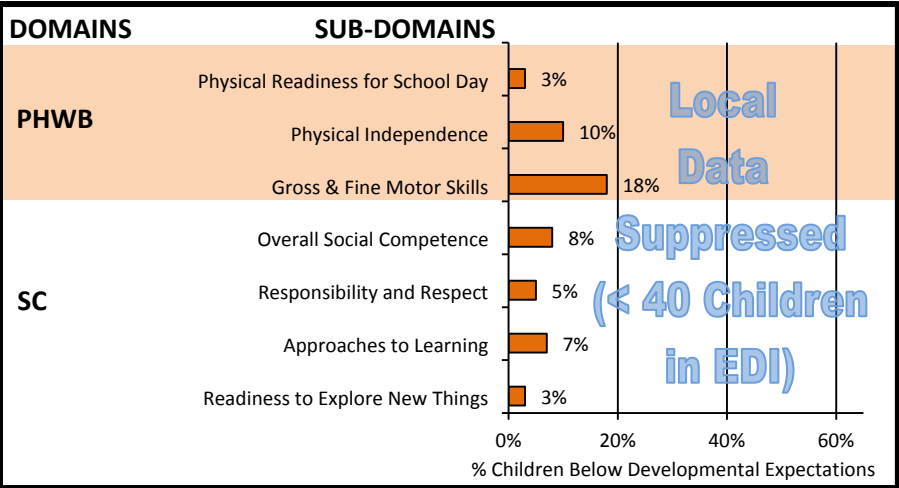 DOMAINS SUB-DOMAINS
PHWB
Physical Readiness for School Day 3%
Physical Independence 10%
Gross & Fine Motor Skills 18%
SC
Overall Social Competence 8%
Responsibility and Respect 5%
Approaches to Learning 7%
Readiness to Explore New Things 3%
Local
Data
Suppressed
(< 40 Children
in EDI)
0% 20% 40% 60%
% Children Below Developmental Expectations